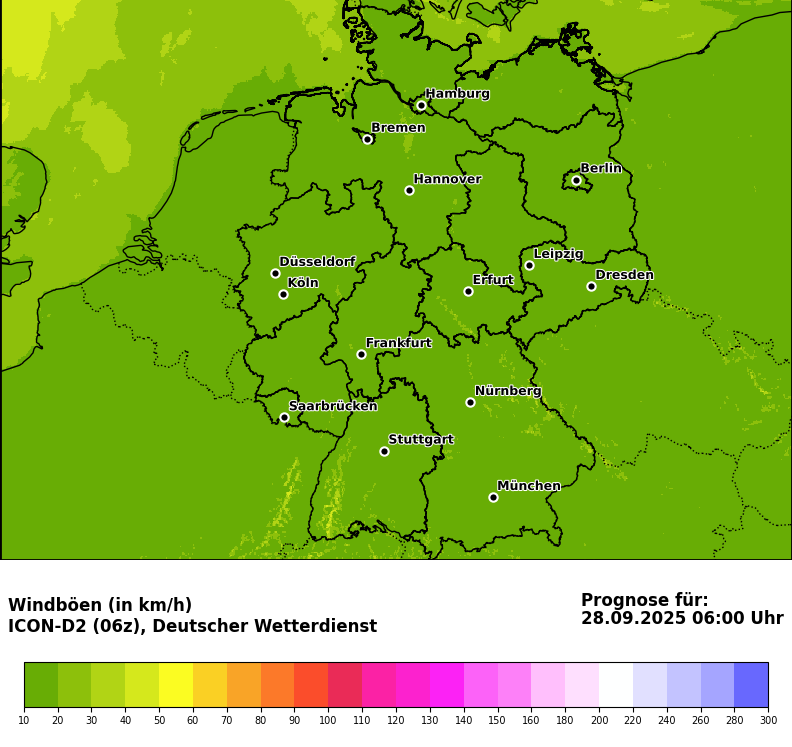 Hamburg
Bremen
Berlin
Hannover
Leipzig
Düsseldorf
Dresden
Köln
Erfurt
Frankfurt
Nürnberg
Saarbrücken
Stuttgart
München
Windböen (in km/h)
ICON-D2 (06z), Deutscher Wetterdienst
Prognose für:
28.09.2025 06:00 Uhr
10 20 30 40 50 60 70 80 90 100 110 120 130 140 150 160 180 200 220 240 260 280 300